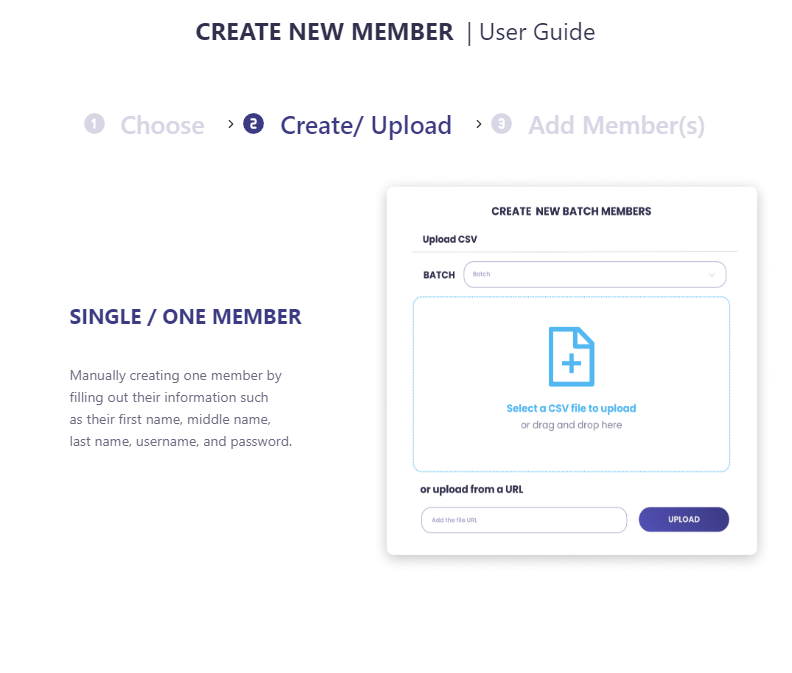 CREATE NEW MEMBER | User Guide
1 Choose > 2 Create/ Upload > 3 Add Member(s)
CREATE NEW BATCH MEMBERS
Upload CSV
BATCH Batch
SINGLE / ONE MEMBER
Manually creating one member by
filling out their information such
as their first name, middle name,
last name, username, and password.
Select a CSV file to upload
or drag and drop here
or upload from a URL
Add the file URL UPLOAD